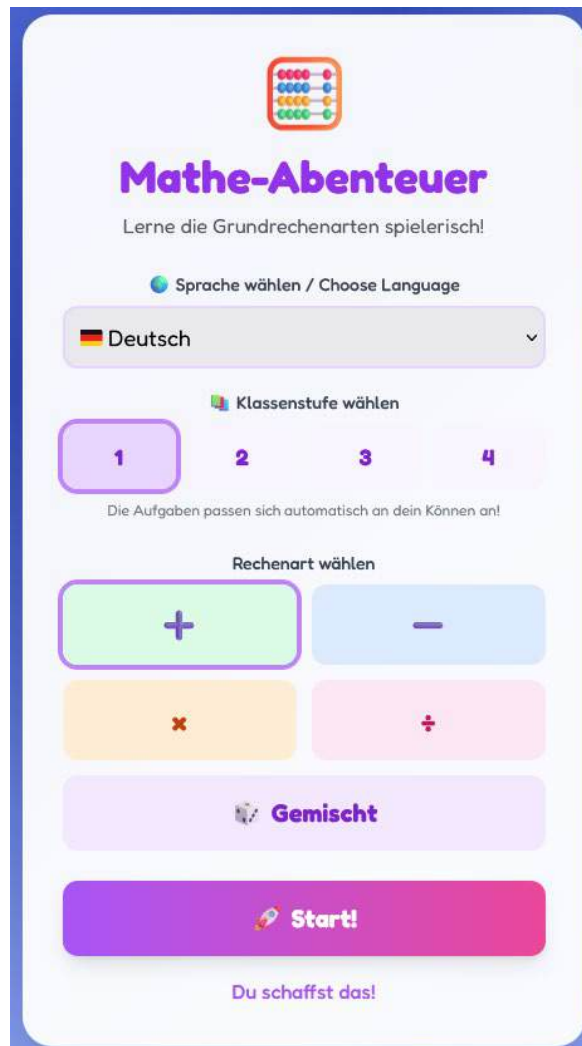 Mathe-Abenteuer
Lerne die Grundrechenarten spielerisch!
🌍 Sprache wählen / Choose Language
🇩🇪 Deutsch
📚 Klassenstufe wählen
1 2 3 4
Die Aufgaben passen sich automatisch an dein Können an!
Rechenart wählen
+ −
× ÷
🎲 Gemischt
🚀 Start!
Du schaffst das!